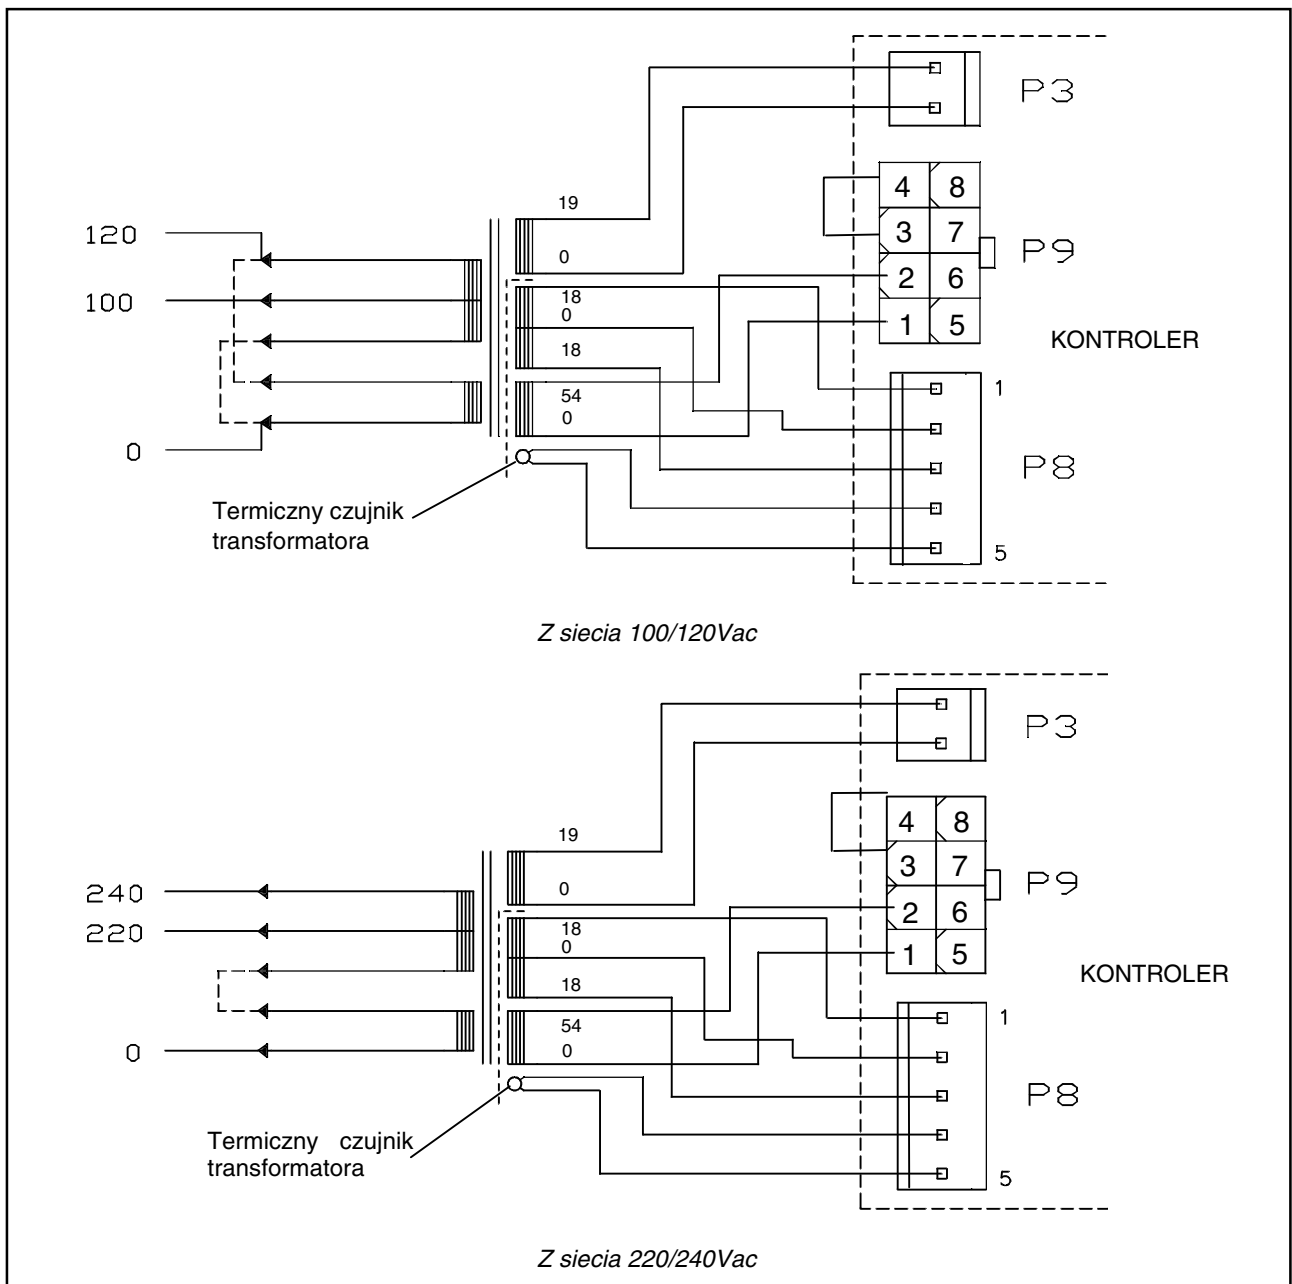 P3
19
4 8
120
3 7
P9
0
2 6
100
18
0
1 5
KONTROLER
18
1
54
0
0
P8
Termiczny czujnik
transformatora
5
Z siecia 100/120Vac
P3
19
4 8
240
0
3 7
P9
220
2 6
18
0
1 5
KONTROLER
18
1
54
0
0
P8
Termiczny czujnik
transformatora
5
Z siecia 220/240Vac